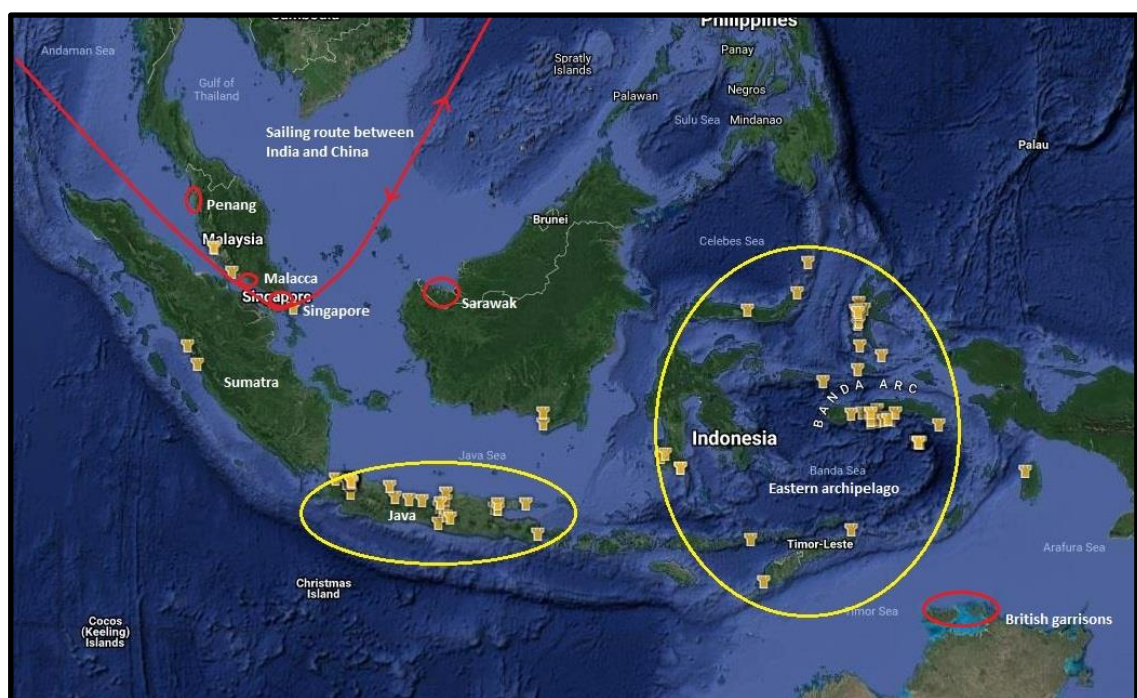 Cambodia
Philippines
Andaman Sea
Panay
Spratly
Islands
Gulf of
Thailand
Negros
Palawan
Sulu Sea
Mindanao
Sailing route between
India and China
Palau
Penang
Brunei
Malaysia
Celebes Sea
Malacca
Singapore
Sarawak
Singapore
Sumatra
BANDA ARC
Indonesia
Java Sea
Banda Sea
Eastern archipelago
Java
Timor-Leste
Arafura Sea
Christmas
Island
Timor Sea
British garrisons
Cocos
(Keeling)
Islands